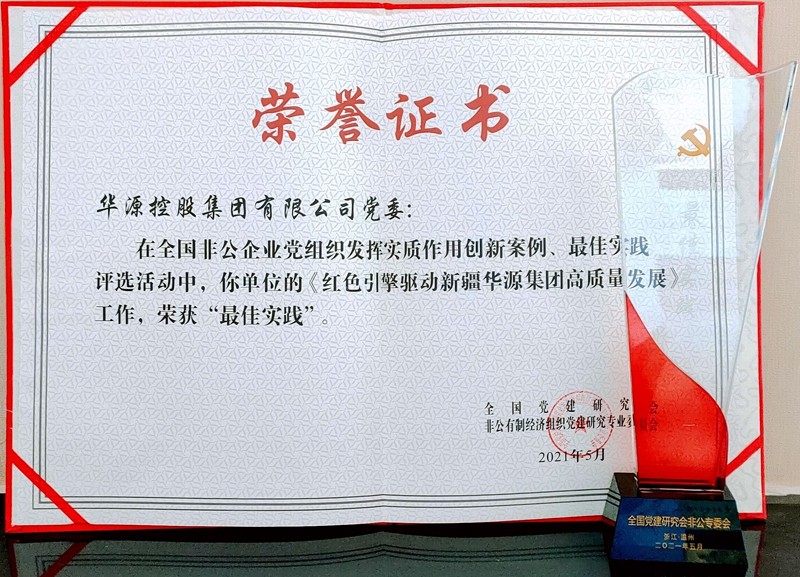 荣誉证书
华源控股集团有限公司党委:
在全国非公企业党组织发挥实质作用创新案例、最佳实践
评选活动中，你单位的《红色引擎驱动新疆华源集团高质量发展》
工作，荣获“最佳实践”。
全国党建研究会
非公有制经济组织党建研究专业委员会
2021年5月
最佳实践
全国党建研究会非公专委会
浙江·温州
二〇二一年五月